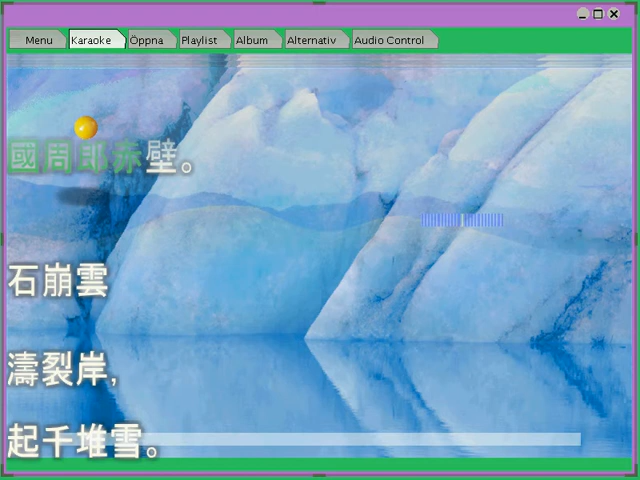 Menu Karaoke Öppna Playlist Album Alternativ Audio Control
國周郎赤壁。
石崩雲
濤裂岸,
起千堆雪。